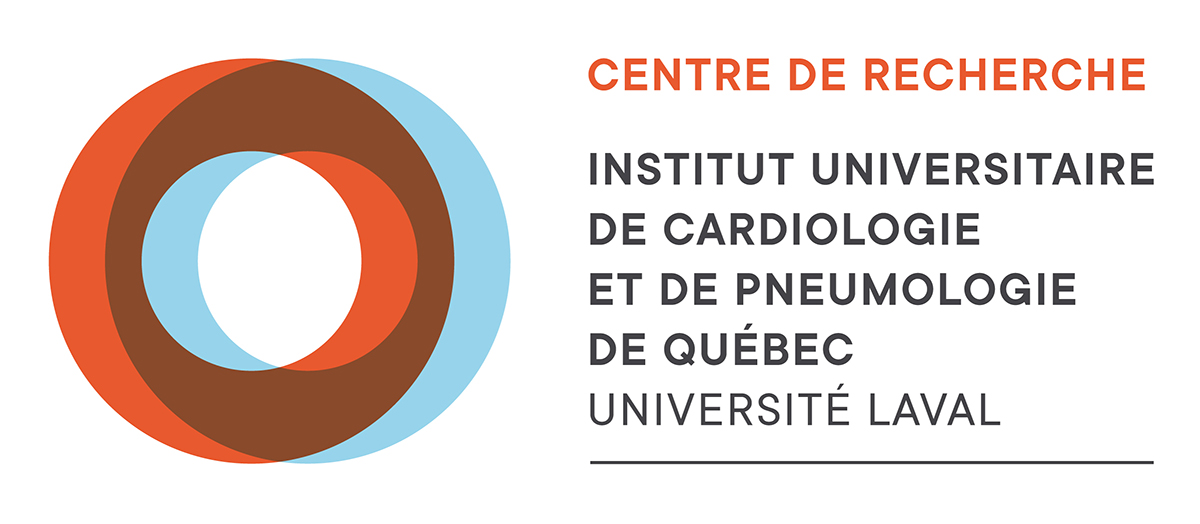 CENTRE DE RECHERCHE
INSTITUT UNIVERSITAIRE
DE CARDIOLOGIE
ET DE PNEUMOLOGIE
DE QUÉBEC
UNIVERSITÉ LAVAL